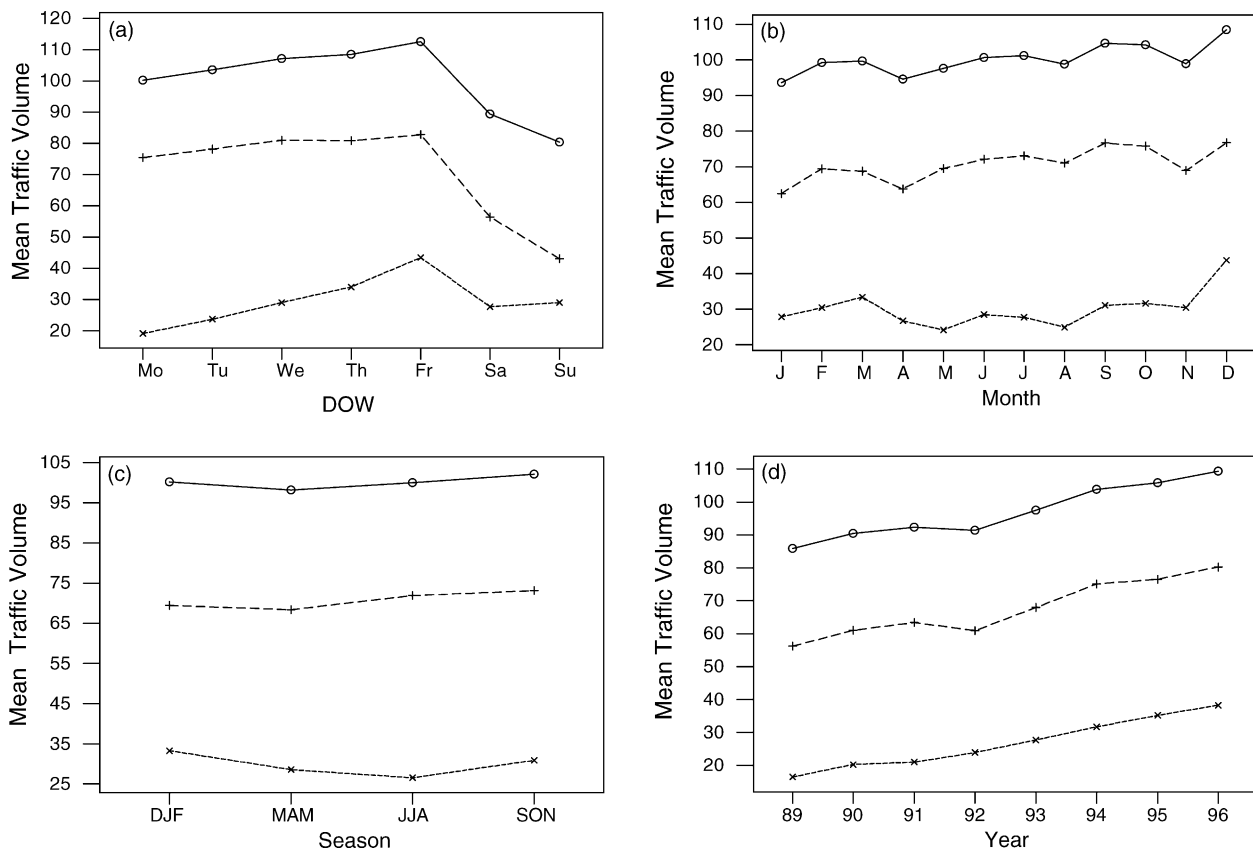 (a)
Mean Traffic Volume
120
110
100
90
80
70
60
50
40
30
20
Mo Tu We Th Fr Sa Su
DOW
(b)
Mean Traffic Volume
110
100
90
80
70
60
50
40
30
20
J F M A M J J A S O N D
Month
(c)
Mean Traffic Volume
105
95
85
75
65
55
45
35
25
DJF MAM JJA SON
Season
(d)
Mean Traffic Volume
110
100
90
80
70
60
50
40
30
20
89 90 91 92 93 94 95 96
Year